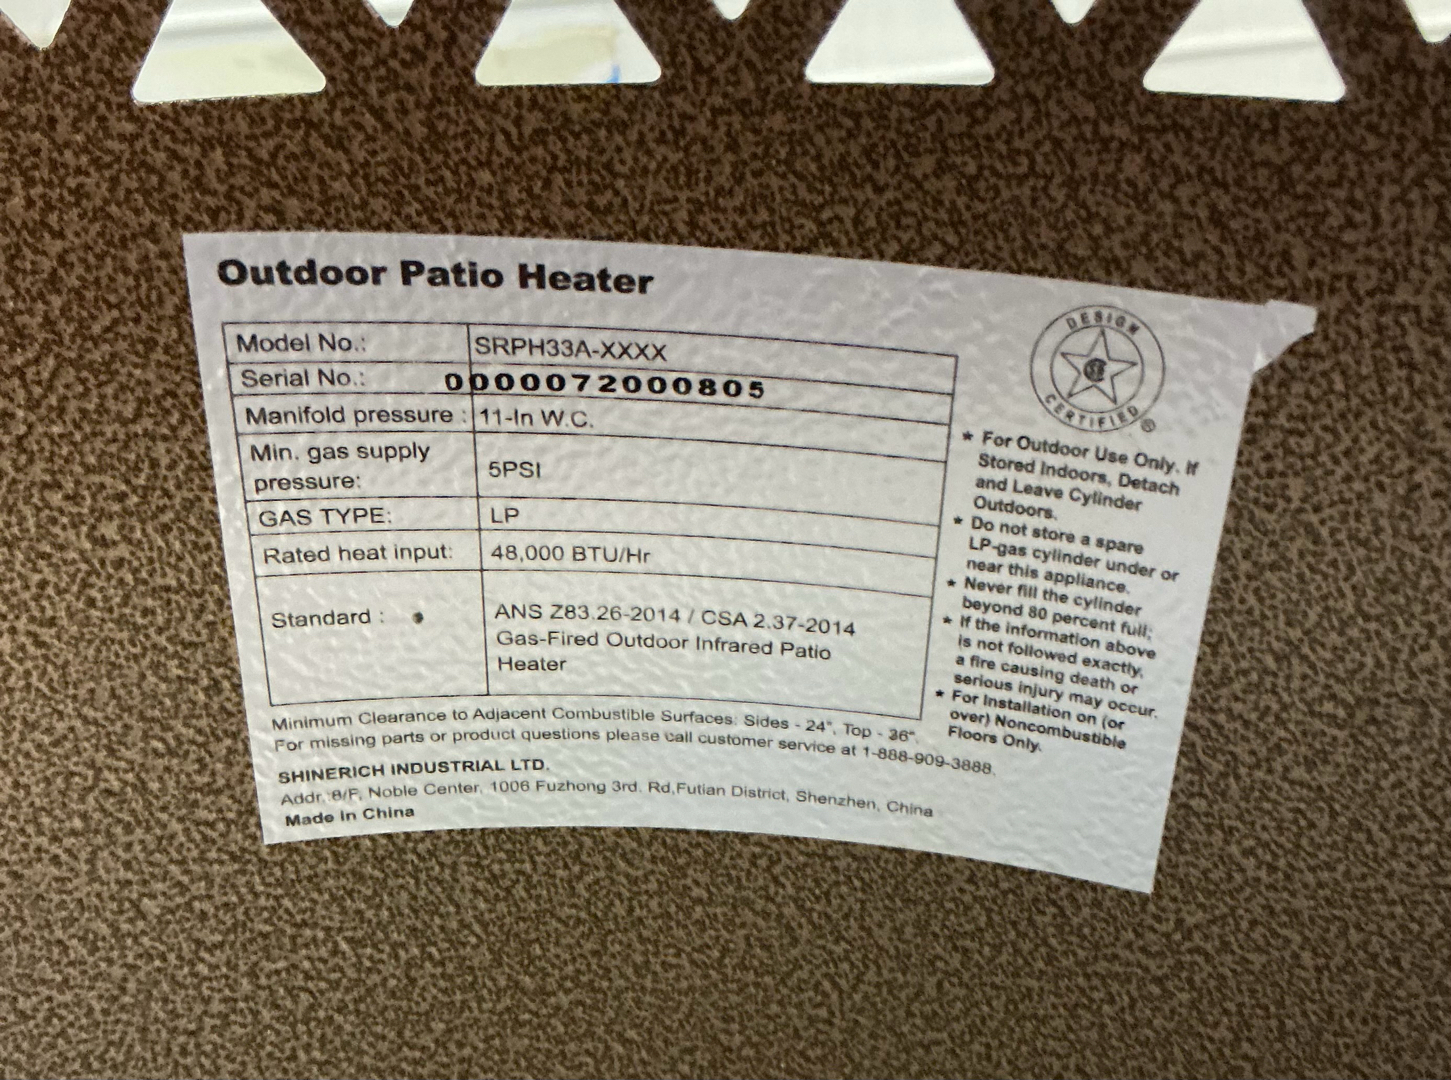 Outdoor Patio Heater
Model No.: SRPH33A-XXXX
Serial No.: 0000072000805
Manifold pressure : 11-In W.C.
Min. gas supply
pressure: 5PSI
GAS TYPE: LP
Rated heat input: 48,000 BTU/Hr
Standard : ANS Z83.26-2014 / CSA 2.37-2014
Gas-Fired Outdoor Infrared Patio
Heater
DESIGN
CERTIFIED ®
* For Outdoor Use Only. If
Stored Indoors, Detach
and Leave Cylinder
Outdoors.
* Do not store a spare
LP-gas cylinder under or
near this appliance.
* Never fill the cylinder
beyond 80 percent full;
* If the information above
is not followed exactly,
a fire causing death or
serious injury may occur.
* For Installation on (or
over) Noncombustible
Floors Only.
Minimum Clearance to Adjacent Combustible Surfaces: Sides - 24", Top - 36".
For missing parts or product questions please call customer service at 1-888-909-3888.
SHINERICH INDUSTRIAL LTD.
Addr.:8/F, Noble Center, 1006 Fuzhong 3rd. Rd,Futian District, Shenzhen, China
Made In China